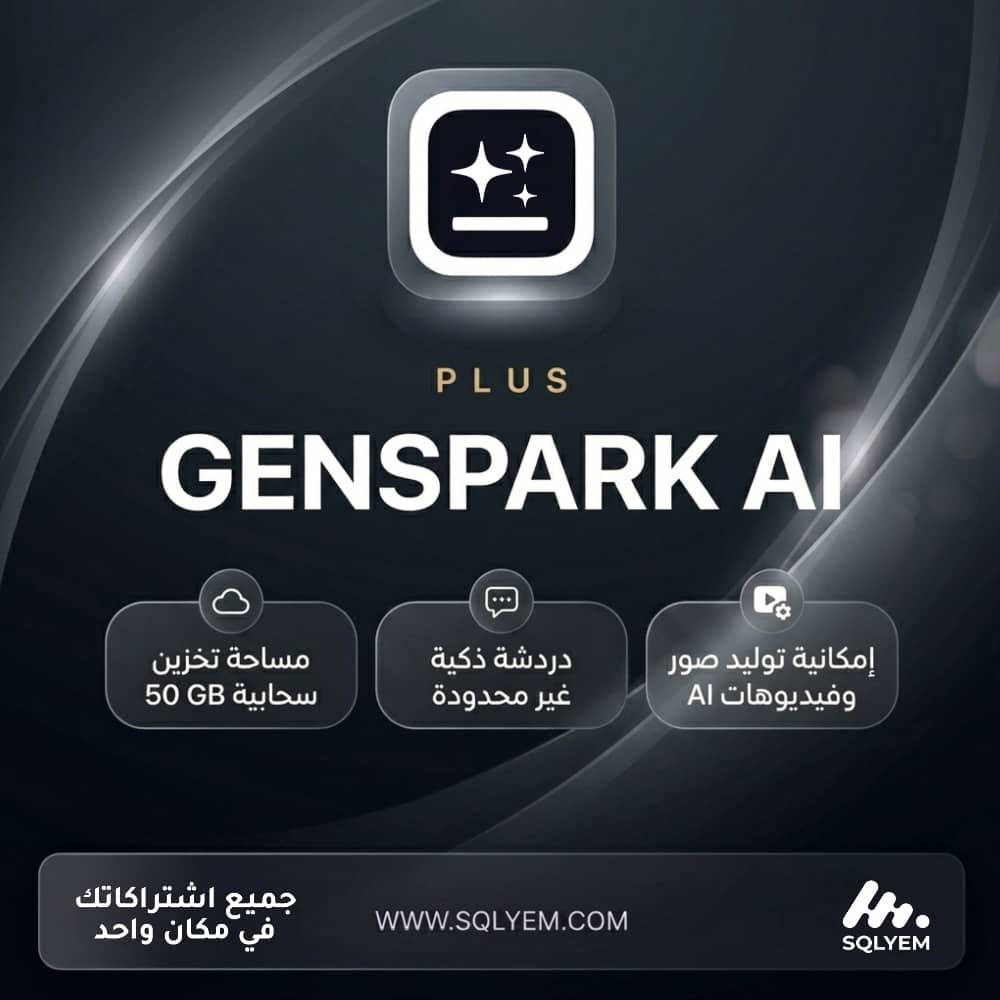 PLUS
GENSPARK AI
إمكانية توليد صور
وفيديوهات AI
دردشة ذكية
غير محدودة
مساحة تخزين
سحابية 50 GB
جميع اشتراكاتك
في مكان واحد
WWW.SQLYEM.COM
SQLYEM